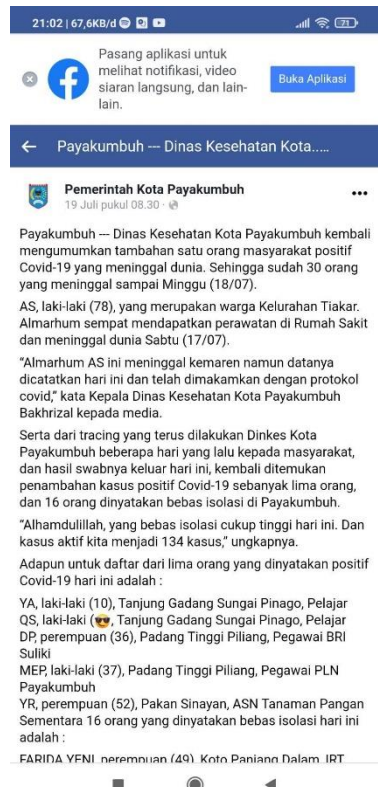 21:02 | 67,6KB/d
71
Pasang aplikasi untuk
melihat notifikasi, video
siaran langsung, dan lain-
lain.
Buka Aplikasi
Payakumbuh --- Dinas Kesehatan Kota.....
Pemerintah Kota Payakumbuh
19 Juli pukul 08.30
Payakumbuh --- Dinas Kesehatan Kota Payakumbuh kembali
mengumumkan tambahan satu orang masyarakat positif
Covid-19 yang meninggal dunia. Sehingga sudah 30 orang
yang meninggal sampai Minggu (18/07).
AS, laki-laki (78), yang merupakan warga Kelurahan Tiakar.
Almarhum sempat mendapatkan perawatan di Rumah Sakit
dan meninggal dunia Sabtu (17/07).
“Almarhum AS ini meninggal kemaren namun datanya
dicatatkan hari ini dan telah dimakamkan dengan protokol
covid,” kata Kepala Dinas Kesehatan Kota Payakumbuh
Bakhrizal kepada media.
Serta dari tracing yang terus dilakukan Dinkes Kota
Payakumbuh beberapa hari yang lalu kepada masyarakat,
dan hasil swabnya keluar hari ini, kembali ditemukan
penambahan kasus positif Covid-19 sebanyak lima orang,
dan 16 orang dinyatakan bebas isolasi di Payakumbuh.
“Alhamdulillah, yang bebas isolasi cukup tinggi hari ini. Dan
kasus aktif kita menjadi 134 kasus,” ungkapnya.
Adapun untuk daftar dari lima orang yang dinyatakan positif
Covid-19 hari ini adalah :
YA, laki-laki (10), Tanjung Gadang Sungai Pinago, Pelajar
QS, laki-laki (😎, Tanjung Gadang Sungai Pinago, Pelajar
DP, perempuan (36), Padang Tinggi Piliang, Pegawai BRI
Suliki
MEP, laki-laki (37), Padang Tinggi Piliang, Pegawai PLN
Payakumbuh
YR, perempuan (52), Pakan Sinayan, ASN Tanaman Pangan
Sementara 16 orang yang dinyatakan bebas isolasi hari ini
adalah :
FARIDA YENI, perempuan (49), Koto Panjang Dalam, IRT